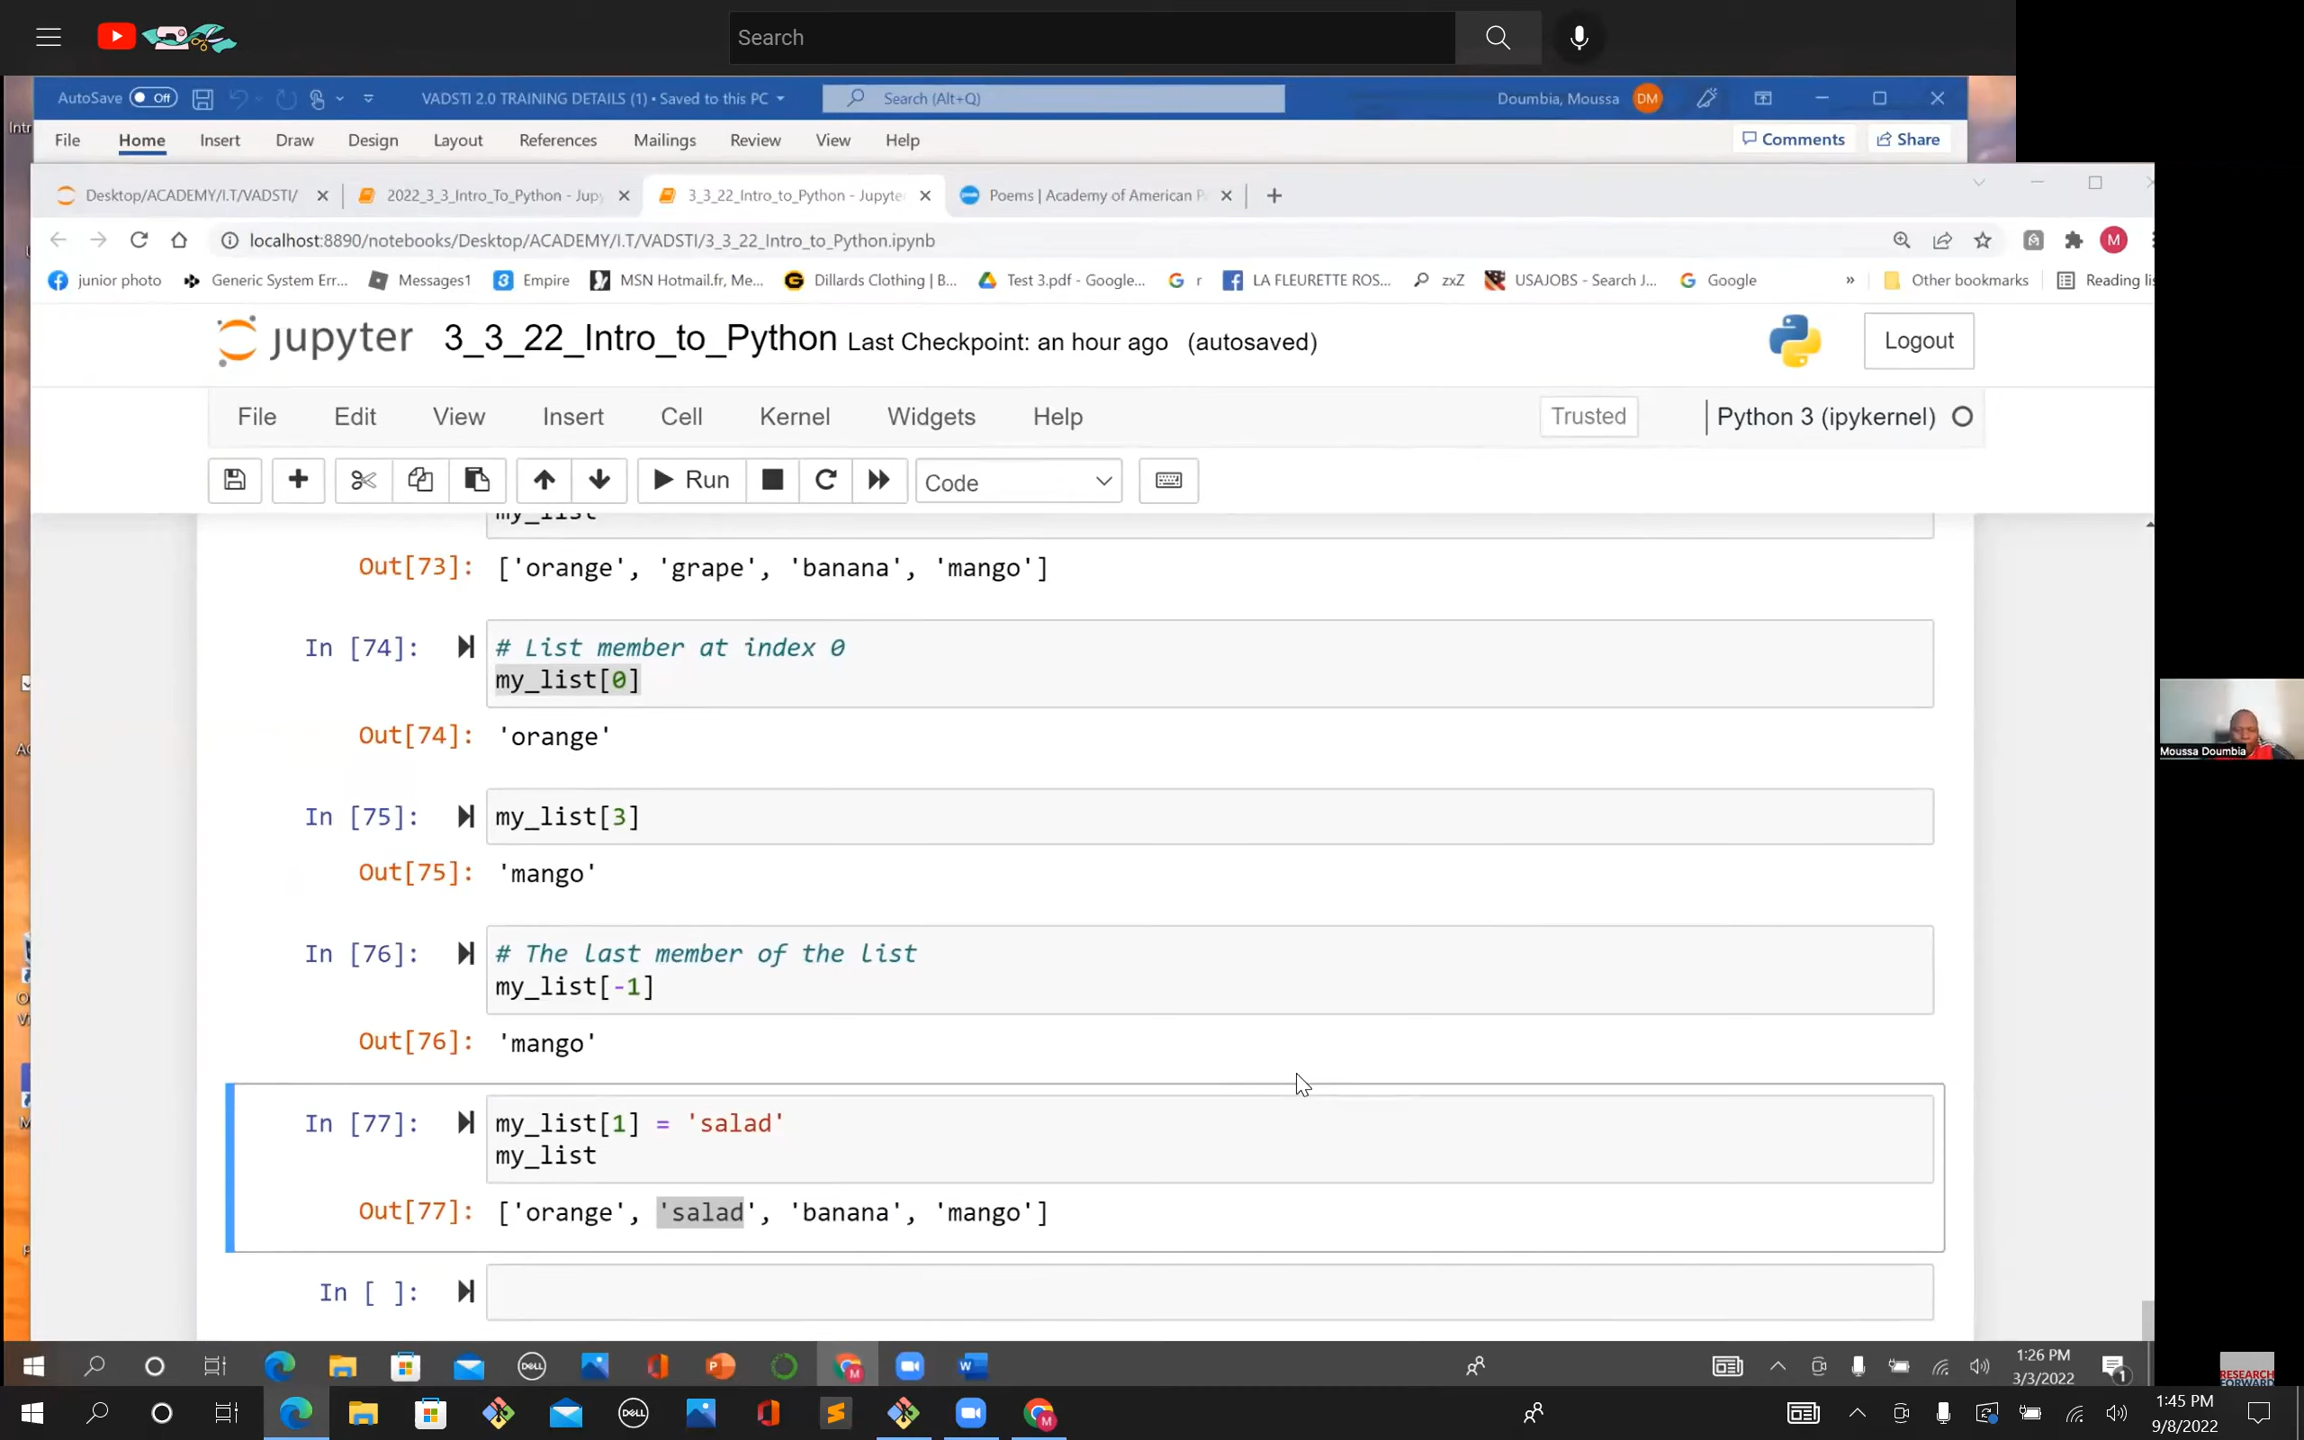 Search
AutoSave Off
VADSTI 2.0 TRAINING DETAILS (1) • Saved to this PC
Search (Alt+Q)
Doumbia, Moussa DM
File Home Insert Draw Design Layout References Mailings Review View Help
Comments Share
Desktop/ACADEMY/I.T/VADSTI/
2022_3_3_Intro_To_Python - Jup
3_3_22_Intro_to_Python - Jupyte
Poems | Academy of American P
localhost:8890/notebooks/Desktop/ACADEMY/I.T/VADSTI/3_3_22_Intro_to_Python.ipynb
M
junior photo Generic System Err... Messages1 Empire MSN Hotmail.fr, Me... Dillards Clothing | B... Test 3.pdf - Google... r LA FLEURETTE ROS... zxZ USAJOBS - Search J... Google » Other bookmarks Reading lis
jupyter 3_3_22_Intro_to_Python Last Checkpoint: an hour ago (autosaved)
Logout
File Edit View Insert Cell Kernel Widgets Help
Trusted Python 3 (ipykernel)
Run Code
my_list
Out[73]: ['orange', 'grape', 'banana', 'mango']
In [74]: # List member at index 0
my_list[0]
Out[74]: 'orange'
In [75]: my_list[3]
Out[75]: 'mango'
In [76]: # The last member of the list
my_list[-1]
Out[76]: 'mango'
In [77]: my_list[1] = 'salad'
my_list
Out[77]: ['orange', 'salad', 'banana', 'mango']
In [ ]:
Moussa Doumbia
1:26 PM
3/3/2022
1
RESEARCH
FORWARD
1:45 PM
9/8/2022